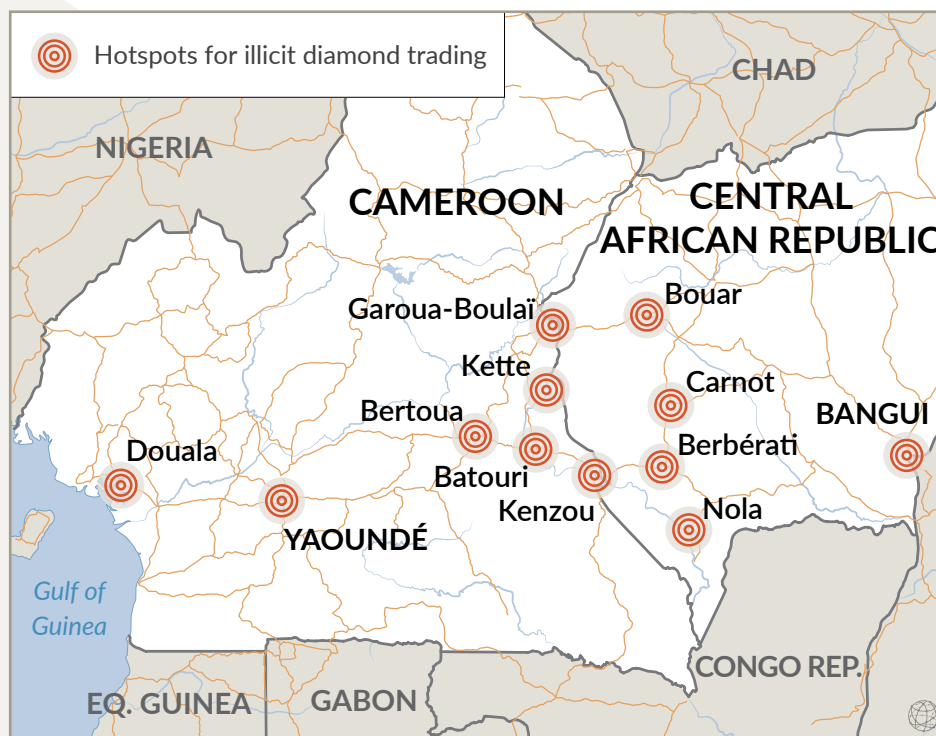 Hotspots for illicit diamond trading
CHAD
NIGERIA
CAMEROON
CENTRAL
AFRICAN REPUBLIC
Bouar
Garoua-Boulaï
Kette
Carnot
Bertoua
BANGUI
Douala
Berbérati
Batouri
Kenzou
Nola
YAOUNDÉ
Gulf of
Guinea
CONGO REP.
EQ. GUINEA
GABON